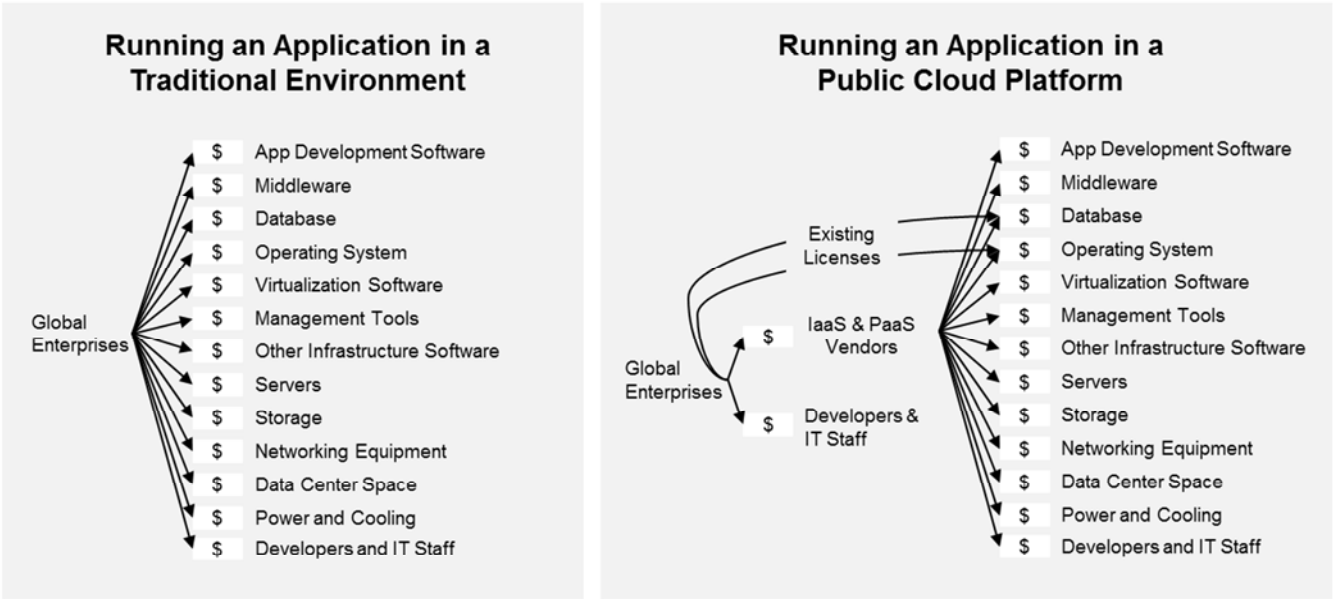 Running an Application in a
Traditional Environment
Global
Enterprises
$ App Development Software
$ Middleware
$ Database
$ Operating System
$ Virtualization Software
$ Management Tools
$ Other Infrastructure Software
$ Servers
$ Storage
$ Networking Equipment
$ Data Center Space
$ Power and Cooling
$ Developers and IT Staff
Running an Application in a
Public Cloud Platform
Global
Enterprises
Existing
Licenses
$ IaaS & PaaS
Vendors
$ Developers &
IT Staff
$ App Development Software
$ Middleware
$ Database
$ Operating System
$ Virtualization Software
$ Management Tools
$ Other Infrastructure Software
$ Servers
$ Storage
$ Networking Equipment
$ Data Center Space
$ Power and Cooling
$ Developers and IT Staff